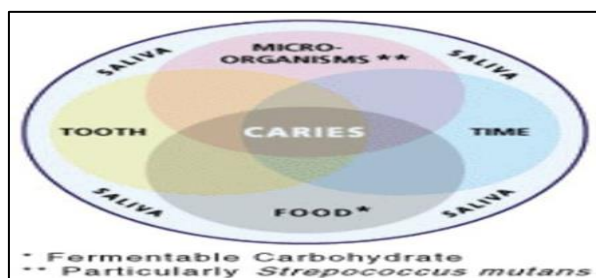 SALIVA
MICRO-
ORGANISMS **
SALIVA
TOOTH
CARIES
TIME
SALIVA
FOOD*
SALIVA
* Fermentable Carbohydrate
** Particularly Strepococcus mutans